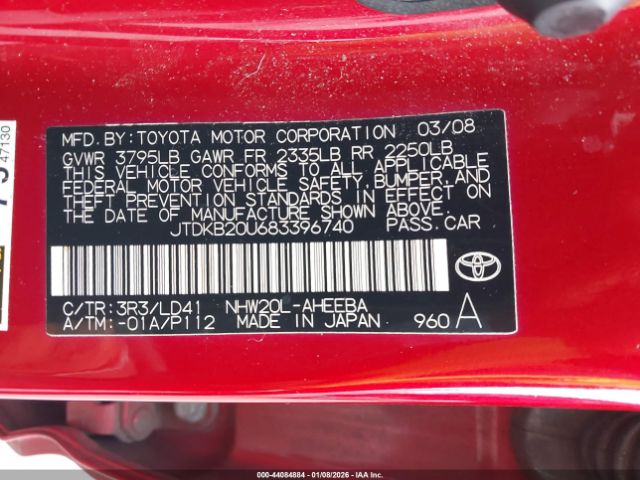 MFD.BY:TOYOTA MOTOR CORPORATION 03/08
GVWR 3795LB GAWR FR 2335LB RR 2250LB
THIS VEHICLE CONFORMS TO ALL APPLICABLE
FEDERAL MOTOR VEHICLE SAFETY,BUMPER,AND
THEFT PREVENTION STANDARDS IN EFFECT ON
THE DATE OF MANUFACTURE SHOWN ABOVE.
JTDKB20U683396740 PASS.CAR
C/TR:3R3/LD41 NHW20L-AHEEBA
A/TM:-01A/P112 MADE IN JAPAN 960 A
47130
000-44084884 | 01/08/2026 - COPART/IAA